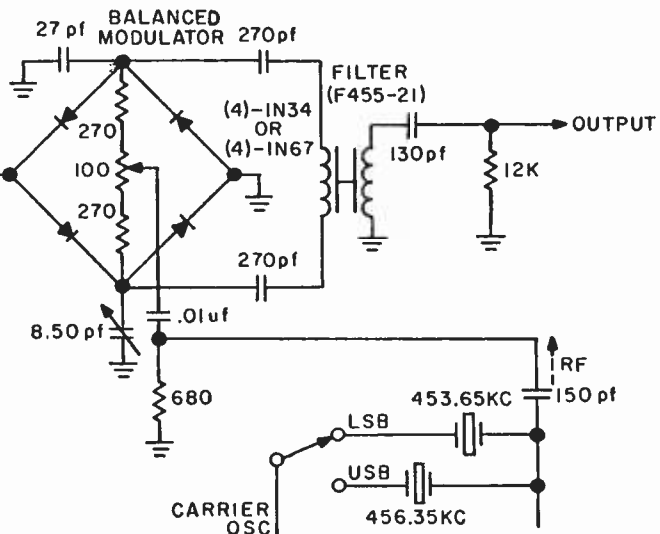 BALANCED
MODULATOR
27 pf
270pf
FILTER
(F455-21)
(4)-IN34
OR
(4)-IN67
270
100
270
130pf
OUTPUT
12K
270pf
8.50 pf
.01uf
RF
150 pf
680
453.65KC
LSB
USB
456.35KC
CARRIER
OSC